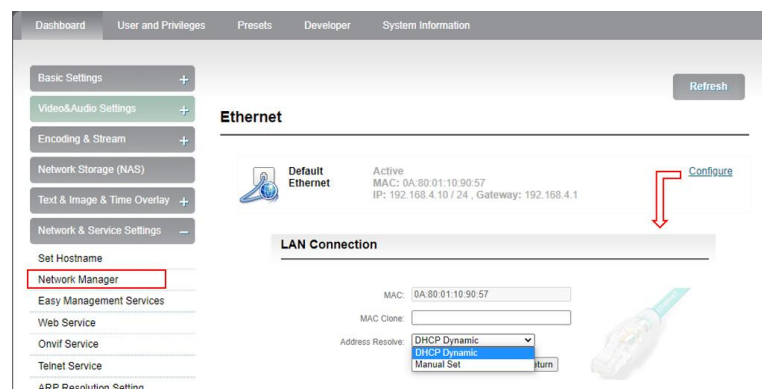 Dashboard User and Privileges Presets Developer System Information
Basic Settings
Refresh
Video&Audio Settings
Ethernet
Encoding & Stream
Network Storage (NAS)
Default Ethernet
Active
MAC: 0A:80:01:10:90:57
IP: 192.168.4.10 / 24 , Gateway: 192.168.4.1
Configure
Text & Image & Time Overlay
Network & Service Settings
LAN Connection
Set Hostname
Network Manager
Easy Management Services
Web Service
Onvif Service
Telnet Service
ARP Resolution Setting
MAC: 0A:80:01:10:90:57
MAC Clone:
Address Resolve: DHCP Dynamic
DHCP Dynamic
Manual Set